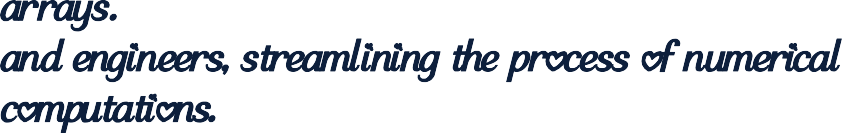 arrays.
and engineers, streamlining the process of numerical
computations.